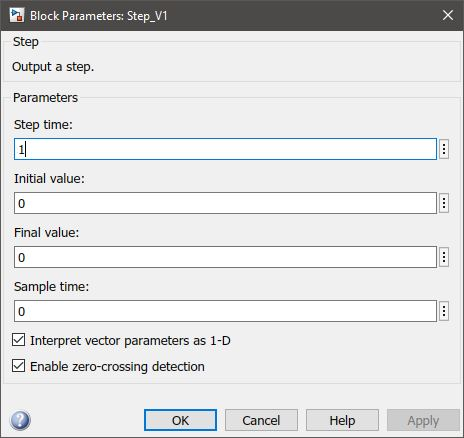 Block Parameters: Step_V1
Step
Output a step.
Parameters
Step time:
1
Initial value:
0
Final value:
0
Sample time:
0
Interpret vector parameters as 1-D
Enable zero-crossing detection
? OK Cancel Help Apply